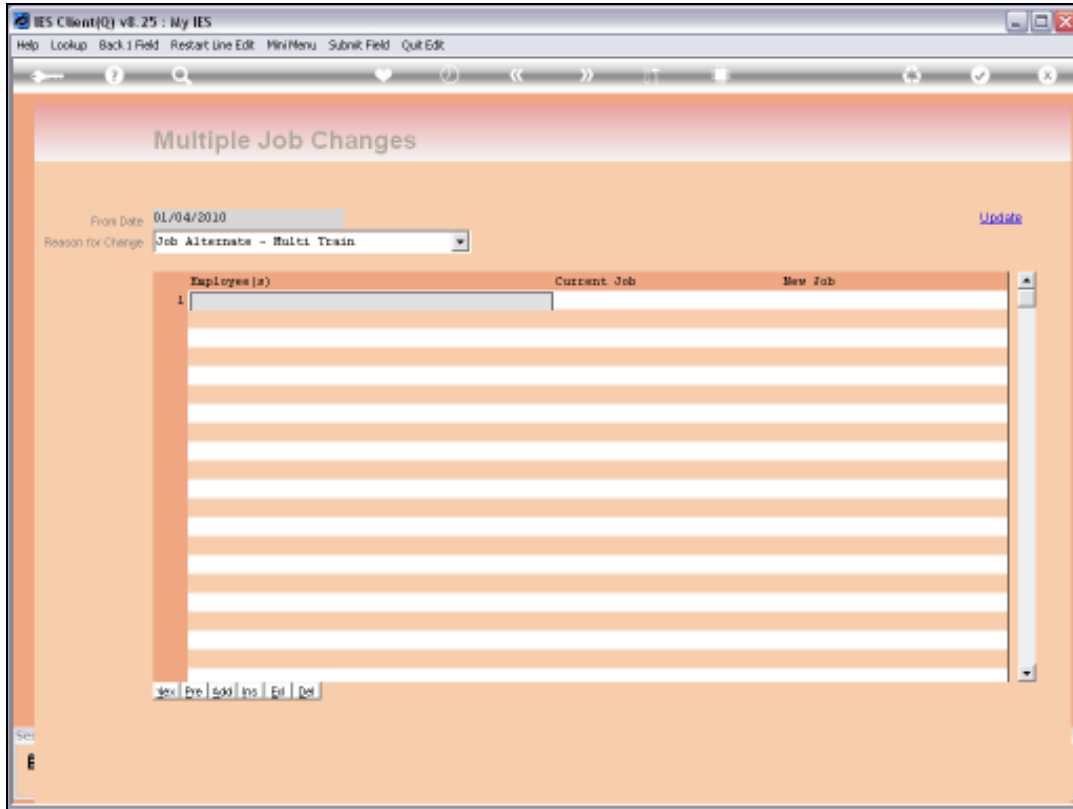 IES Client(Q) v8.25 : My IES
Help Lookup Back 1 Field Restart Line Edit MiniMenu Submit Field Quit Edit
Multiple Job Changes
From Date 01/04/2010 Update
Reason for Change Job Alternate - Multi Train
Employee(s) Current Job New Job
1
Nex Pre Add Ins Edi Del